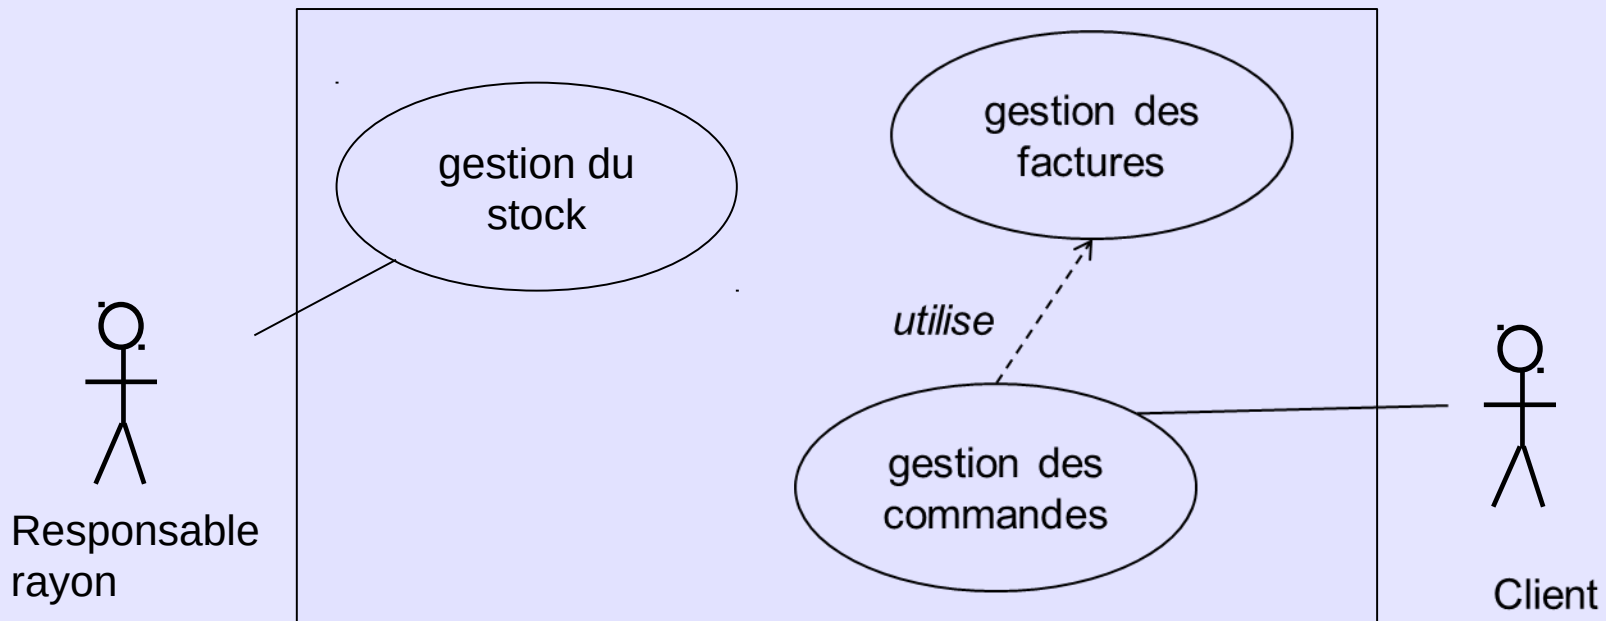 gestion des
factures
gestion du
stock
utilise
gestion des
commandes
Responsable
rayon
Client